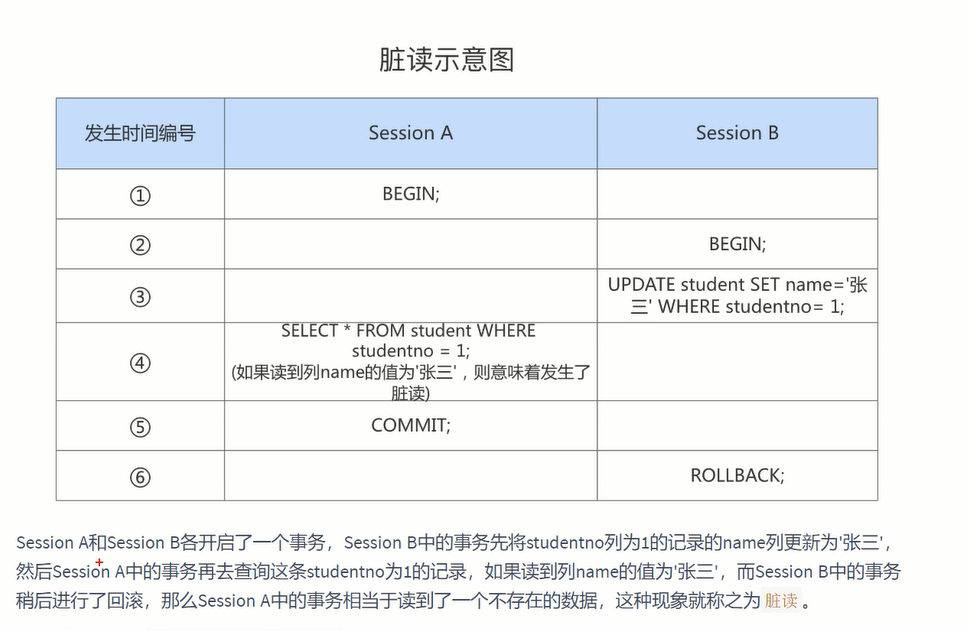 脏读示意图
发生时间编号 Session A Session B
① BEGIN;
② BEGIN;
③ UPDATE student SET name='张
三' WHERE studentno= 1;
④ SELECT * FROM student WHERE
studentno = 1;
(如果读到列name的值为'张三'，则意味着发生了
脏读)
⑤ COMMIT;
⑥ ROLLBACK;
Session A和Session B各开启了一个事务，Session B中的事务先将studentno列为1的记录的name列更新为'张三'，
然后Session A中的事务再去查询这条studentno为1的记录，如果读到列name的值为'张三'，而Session B中的事务
稍后进行了回滚，那么Session A中的事务相当于读到了一个不存在的数据，这种现象就称之为 脏读 。